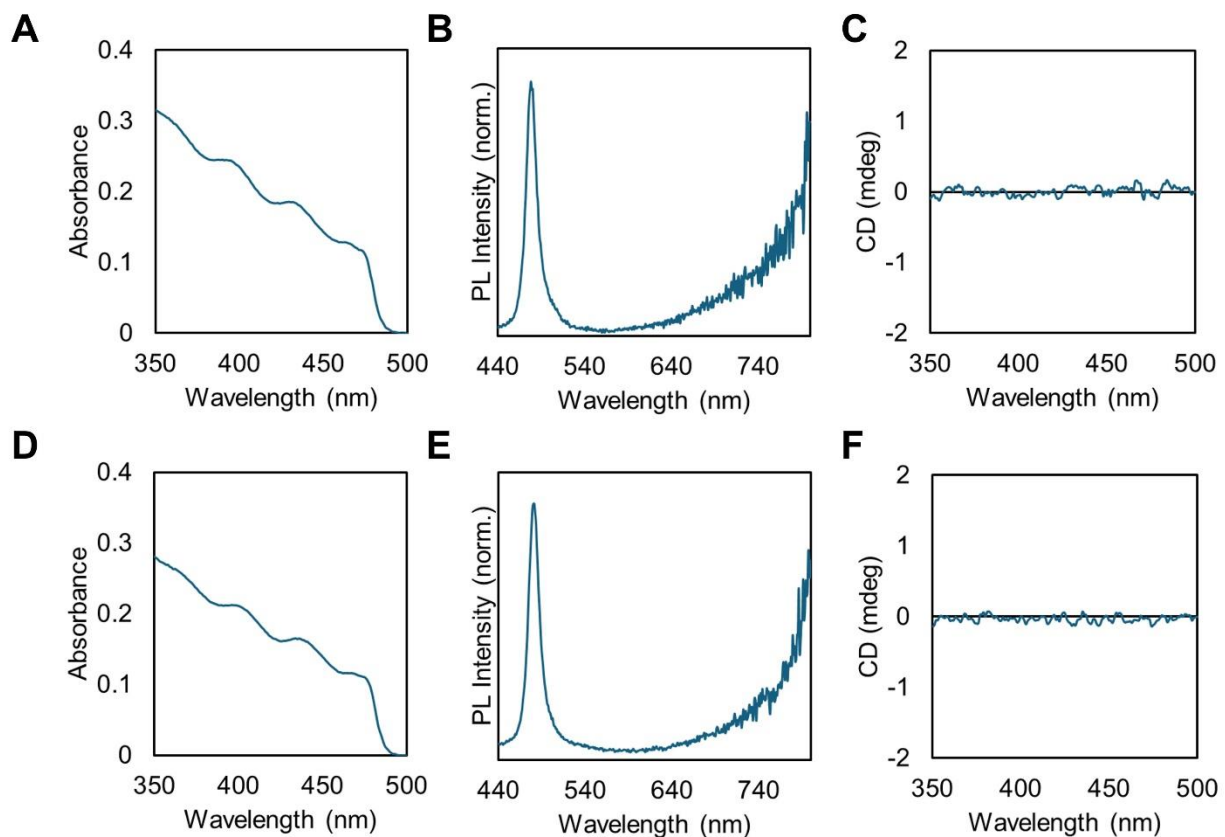 A
Absorbance
0.4
0.3
0.2
0.1
0
350 400 450 500
Wavelength (nm)
B
PL Intensity (norm.)
440 540 640 740
Wavelength (nm)
C
CD (mdeg)
2
1
0
-1
-2
350 400 450 500
Wavelength (nm)
D
Absorbance
0.4
0.3
0.2
0.1
0
350 400 450 500
Wavelength (nm)
E
PL Intensity (norm.)
440 540 640 740
Wavelength (nm)
F
CD (mdeg)
2
1
0
-1
-2
350 400 450 500
Wavelength (nm)